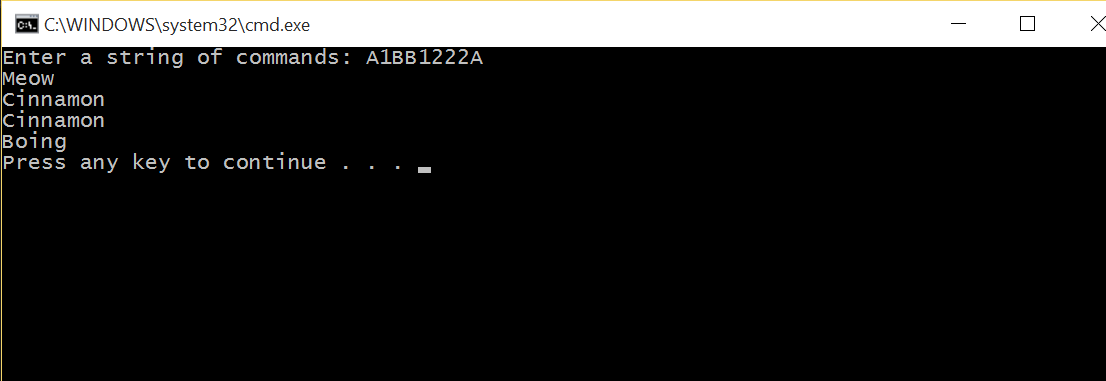 C:\WINDOWS\system32\cmd.exe
Enter a string of commands: A1BB1222A
Meow
Cinnamon
Cinnamon
Boing
Press any key to continue . . .